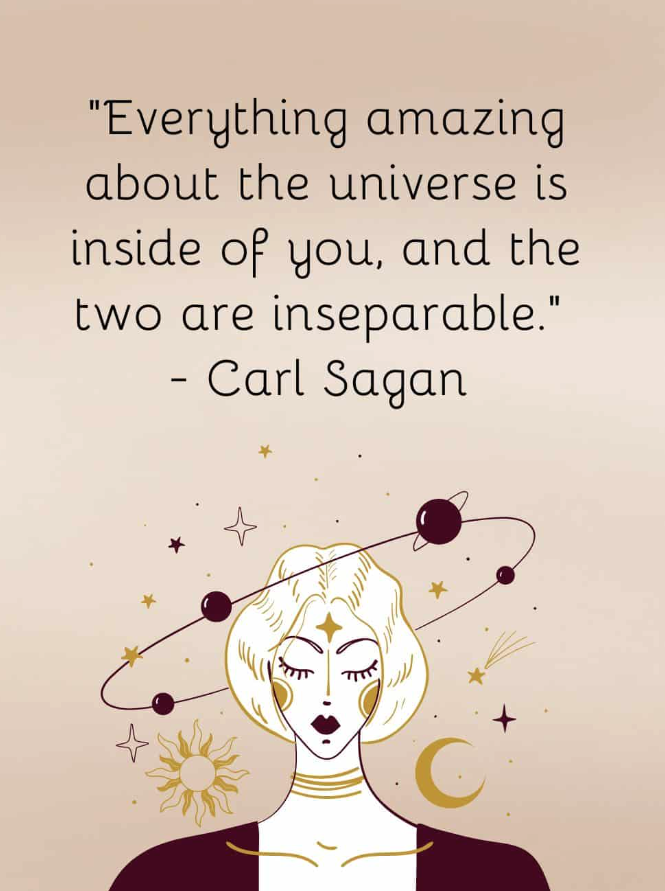 "Everything amazing
about the universe is
inside of you, and the
two are inseparable."
- Carl Sagan